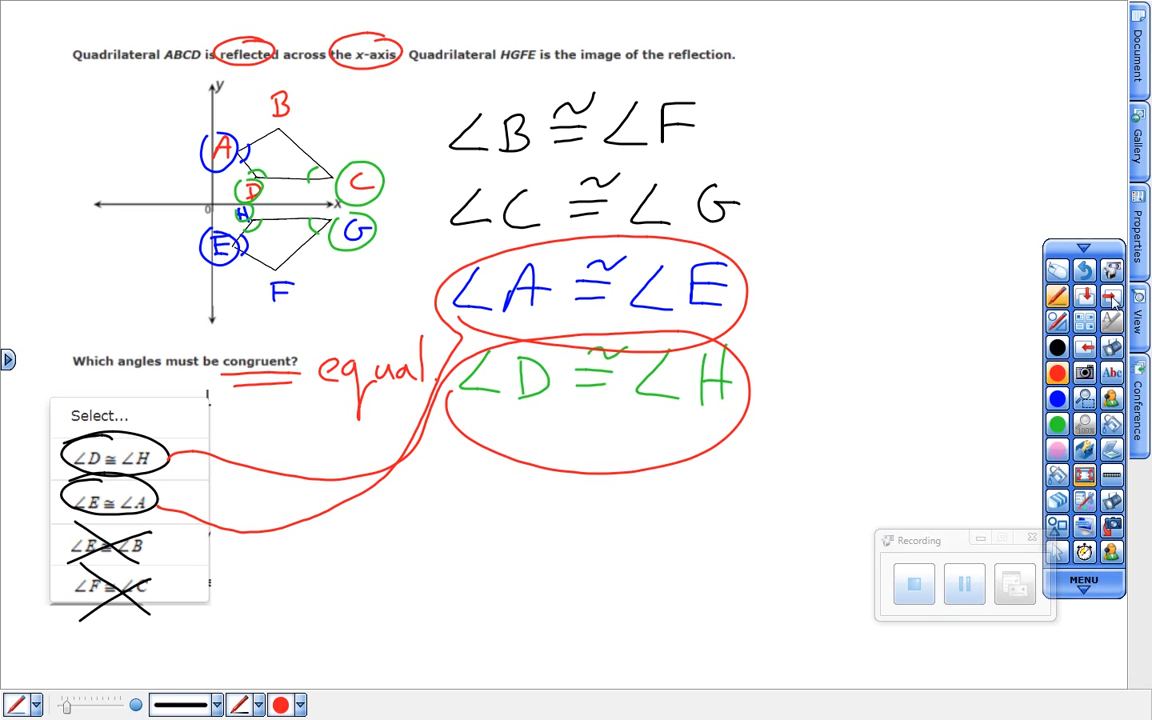 Quadrilateral ABCD is reflected across the x-axis. Quadrilateral HGFE is the image of the reflection.
y
B
A
D
C
0
x
H
G
E
F
∠B ≅ ∠F
∠C ≅ ∠G
∠A ≅ ∠E
∠D ≅ ∠H
Which angles must be congruent?
equal.
Select...
∠D ≅ ∠H
∠E ≅ ∠A
∠E ≅ ∠B
∠F ≅ ∠C
Document
Gallery
Properties
View
Conference
Abc
MENU
Recording